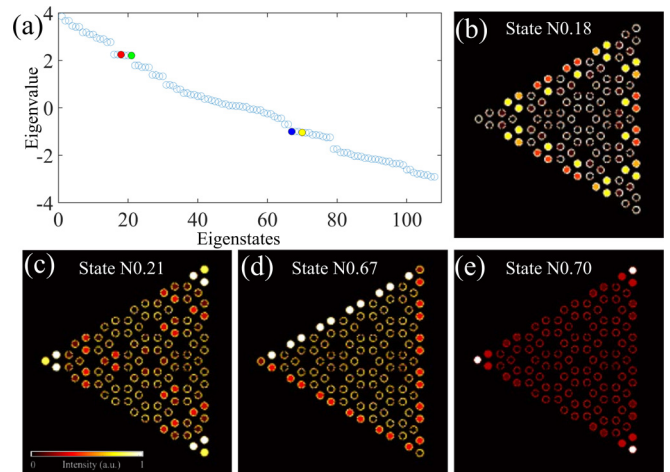 (a)
4
2
0
-2
-4
Eigenvalue
0 20 40 60 80 100
Eigenstates
(b) State N0.18
(c) State N0.21
0 Intensity (a.u.) 1
(d) State N0.67
(e) State N0.70